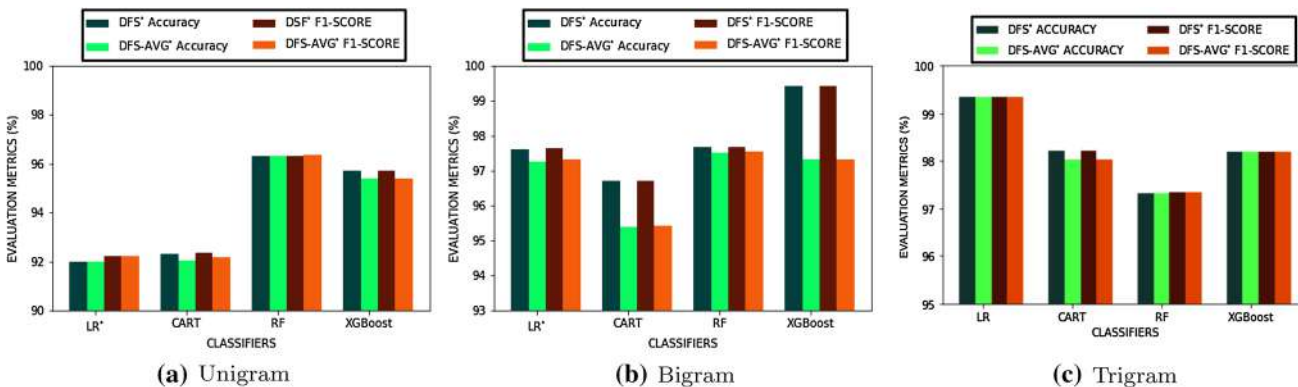 DFS* Accuracy
DSF* F1-SCORE
DFS-AVG* Accuracy
DFS-AVG* F1-SCORE
EVALUATION METRICS (%)
100
98
96
94
92
90
LR*
CART
RF
XGBoost
CLASSIFIERS
(a) Unigram
DFS* Accuracy
DFS* F1-SCORE
DFS-AVG* Accuracy
DFS-AVG* F1-SCORE
EVALUATION METRICS (%)
100
99
98
97
96
95
94
93
LR*
CART
RF
XGBoost
CLASSIFIERS
(b) Bigram
DFS* ACCURACY
DFS* F1-SCORE
DFS-AVG* ACCURACY
DFS-AVG* F1-SCORE
EVALUATION METRICS (%)
100
99
98
97
96
95
LR
CART
RF
XGBoost
CLASSIFIERS
(c) Trigram